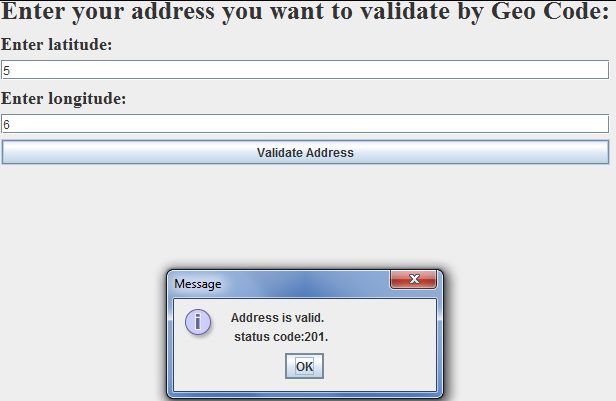 Enter your address you want to validate by Geo Code:
Enter latitude:
5
Enter longitude:
6
Validate Address
Message
Address is valid.
status code:201.
OK